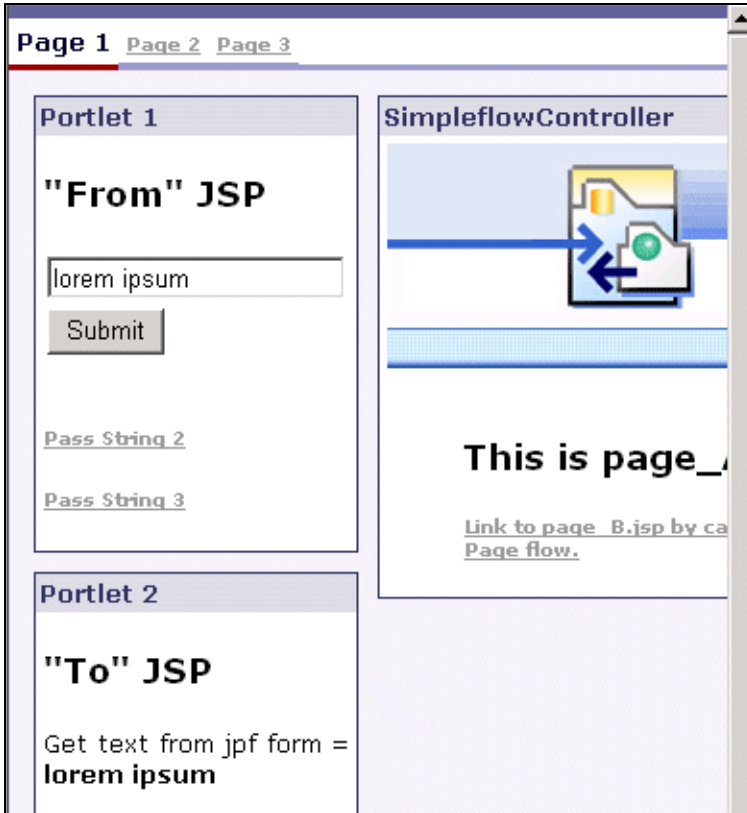 Page 1 Page 2 Page 3
Portlet 1
"From" JSP
lorem ipsum
Submit
Pass String 2
Pass String 3
Portlet 2
"To" JSP
Get text from jpf form =
lorem ipsum
SimpleflowController
This is page_
Link to page_B.jsp by ca
Page flow.